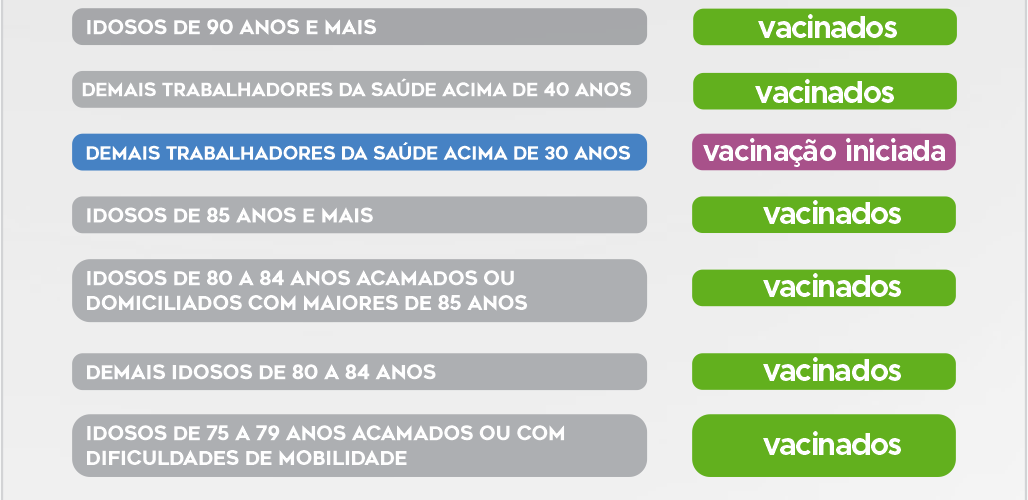 IDOSOS DE 90 ANOS E MAIS
vacinados
DEMAIS TRABALHADORES DA SAÚDE ACIMA DE 40 ANOS
vacinados
DEMAIS TRABALHADORES DA SAÚDE ACIMA DE 30 ANOS
vacinação iniciada
IDOSOS DE 85 ANOS E MAIS
vacinados
IDOSOS DE 80 A 84 ANOS ACAMADOS OU
DOMICILIADOS COM MAIORES DE 85 ANOS
vacinados
DEMAIS IDOSOS DE 80 A 84 ANOS
vacinados
IDOSOS DE 75 A 79 ANOS ACAMADOS OU COM
DIFICULDADES DE MOBILIDADE
vacinados